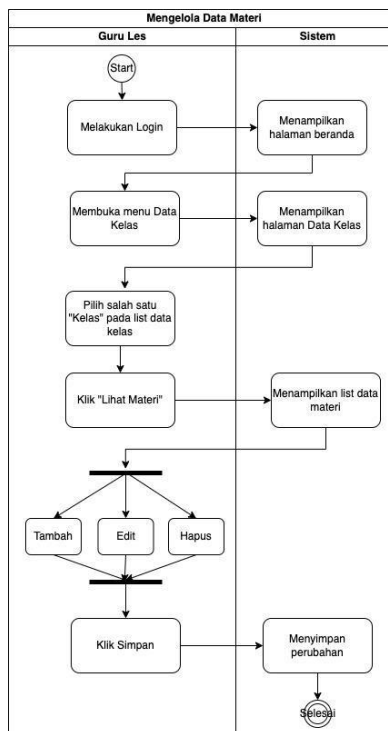 Mengelola Data Materi
Guru Les
Sistem
Start
Melakukan Login
Menampilkan
halaman beranda
Membuka menu Data
Kelas
Menampilkan
halaman Data Kelas
Pilih salah satu
"Kelas" pada list data
kelas
Klik "Lihat Materi"
Menampilkan list data
materi
Tambah
Edit
Hapus
Klik Simpan
Menyimpan
perubahan
Selesai